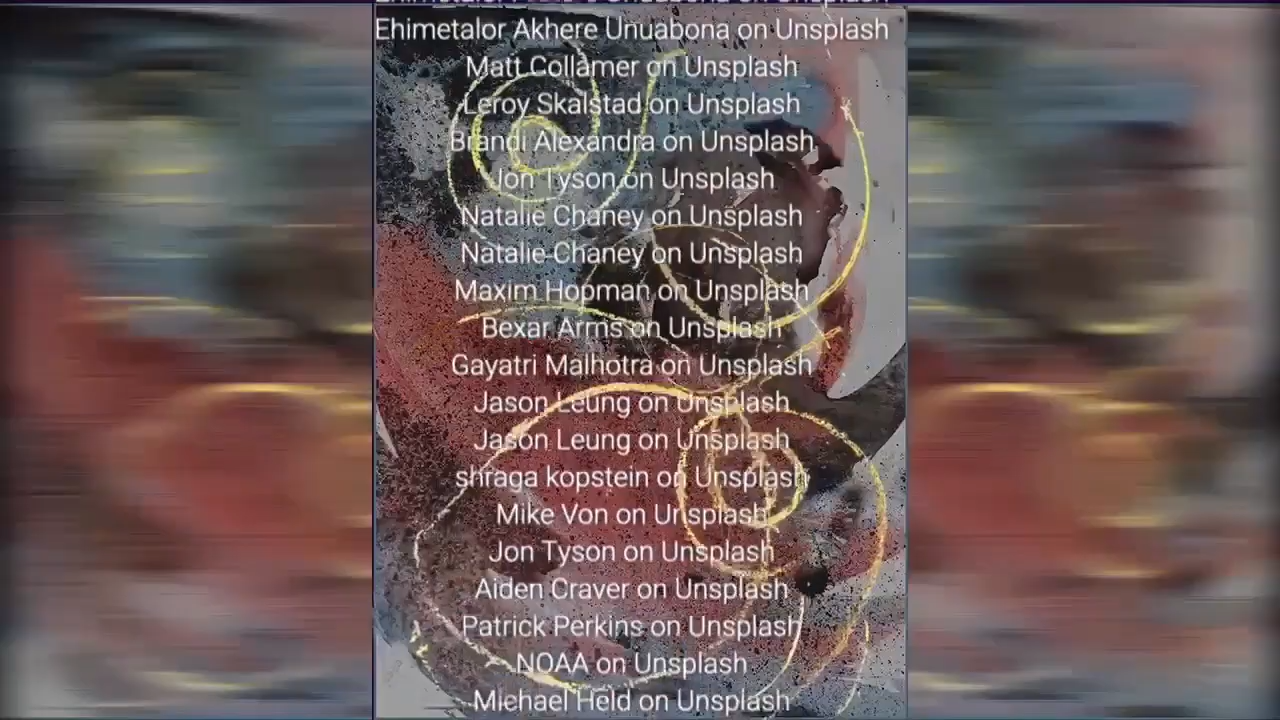 Ehimetalor Akhere Unuabona on Unsplash
Matt Collamer on Unsplash
Leroy Skalstad on Unsplash
Brandi Alexandra on Unsplash
Jon Tyson on Unsplash
Natalie Chaney on Unsplash
Natalie Chaney on Unsplash
Maxim Hopman on Unsplash
Bexar Arms on Unsplash
Gayatri Malhotra on Unsplash
Jason Leung on Unsplash
Jason Leung on Unsplash
shraga kopstein on Unsplash
Mike Von on Unsplash
Jon Tyson on Unsplash
Aiden Craver on Unsplash
Patrick Perkins on Unsplash
NOAA on Unsplash
Michael Held on Unsplash